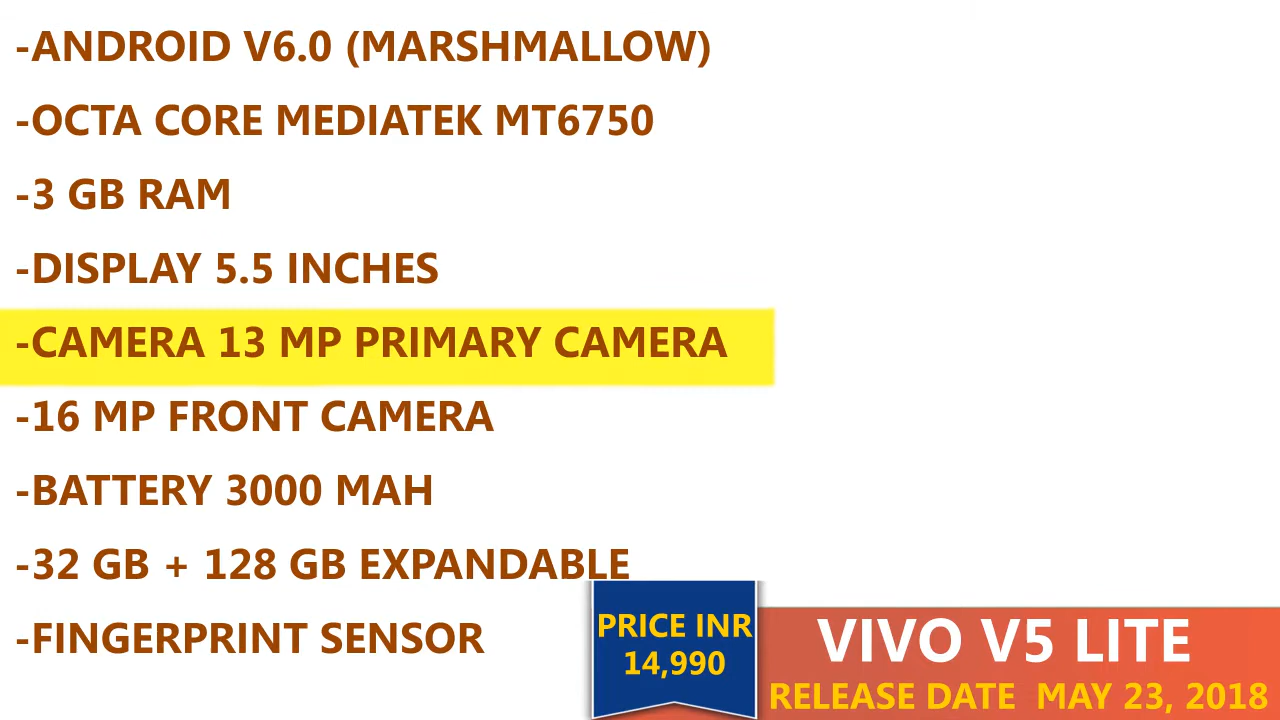 -ANDROID V6.0 (MARSHMALLOW)
-OCTA CORE MEDIATEK MT6750
-3 GB RAM
-DISPLAY 5.5 INCHES
-CAMERA 13 MP PRIMARY CAMERA
-16 MP FRONT CAMERA
-BATTERY 3000 MAH
-32 GB + 128 GB EXPANDABLE
-FINGERPRINT SENSOR
PRICE INR
14,990
VIVO V5 LITE
RELEASE DATE MAY 23, 2018